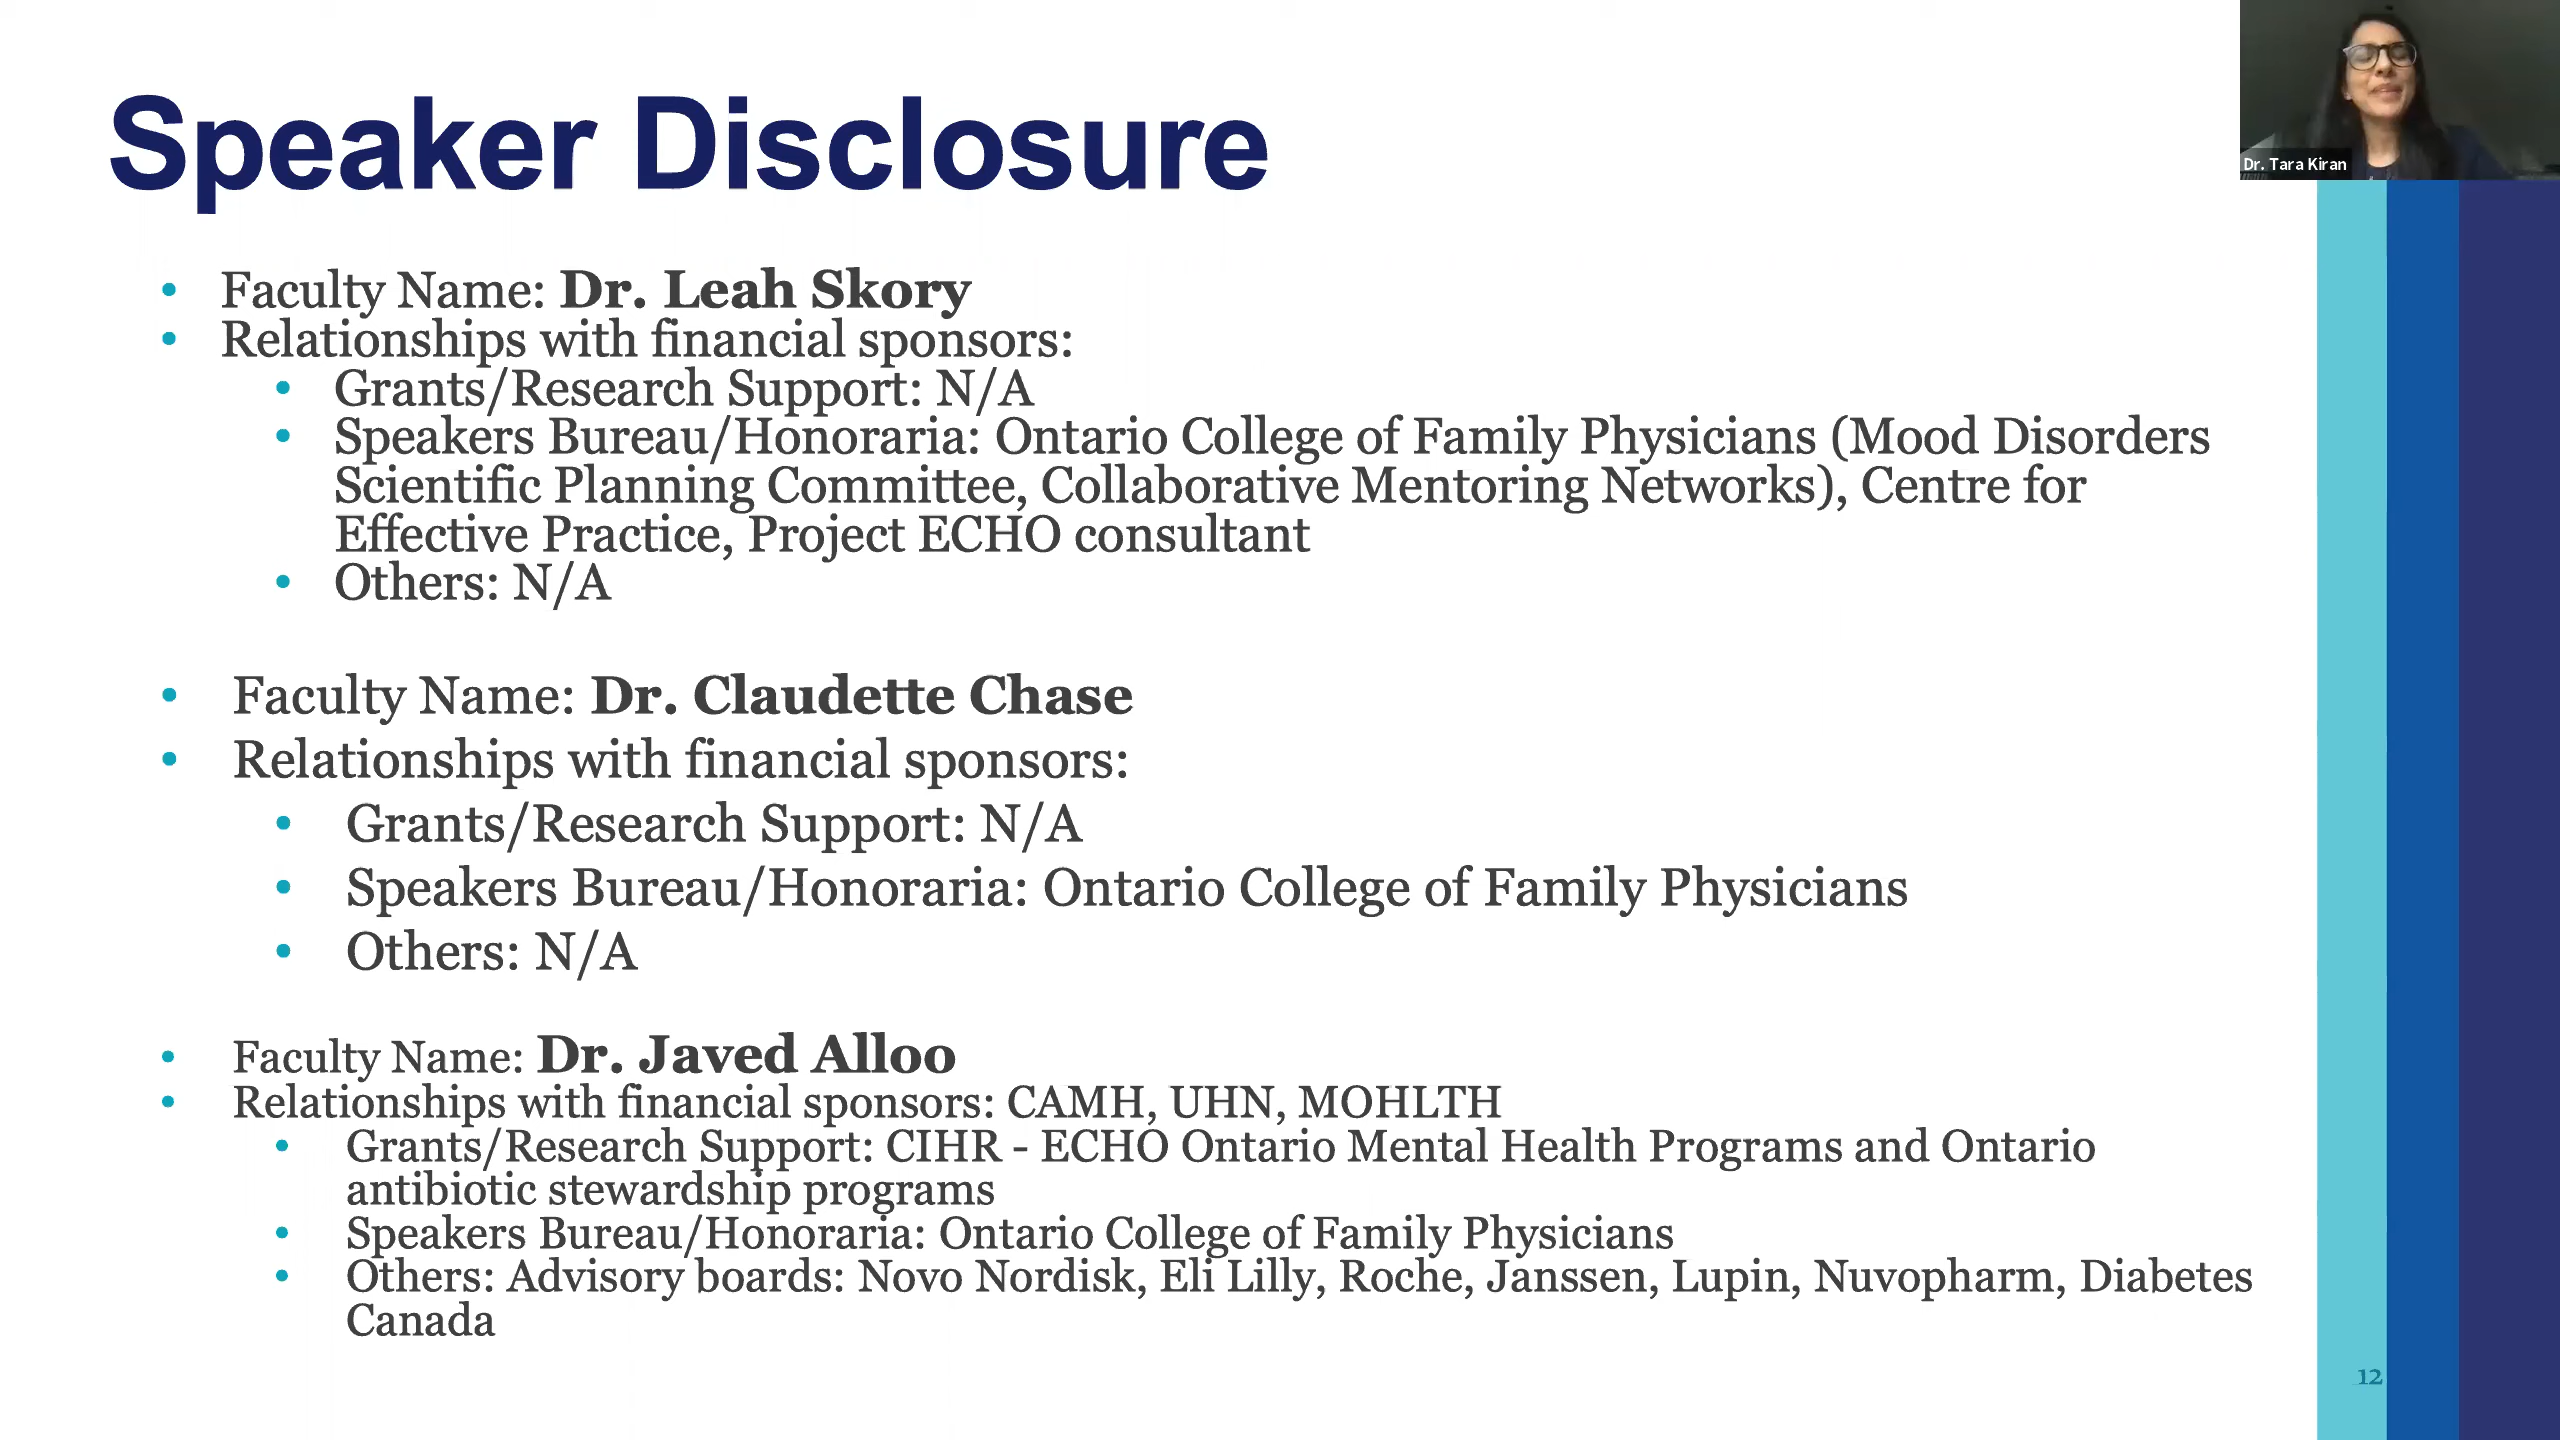 Speaker Disclosure
Dr. Tara Kiran
• Faculty Name: Dr. Leah Skory
• Relationships with financial sponsors:
• Grants/Research Support: N/A
• Speakers Bureau/Honoraria: Ontario College of Family Physicians (Mood Disorders
Scientific Planning Committee, Collaborative Mentoring Networks), Centre for
Effective Practice, Project ECHO consultant
• Others: N/A
• Faculty Name: Dr. Claudette Chase
• Relationships with financial sponsors:
• Grants/Research Support: N/A
• Speakers Bureau/Honoraria: Ontario College of Family Physicians
• Others: N/A
• Faculty Name: Dr. Javed Alloo
• Relationships with financial sponsors: CAMH, UHN, MOHLTH
• Grants/Research Support: CIHR - ECHO Ontario Mental Health Programs and Ontario
antibiotic stewardship programs
• Speakers Bureau/Honoraria: Ontario College of Family Physicians
• Others: Advisory boards: Novo Nordisk, Eli Lilly, Roche, Janssen, Lupin, Nuvopharm, Diabetes
Canada
12